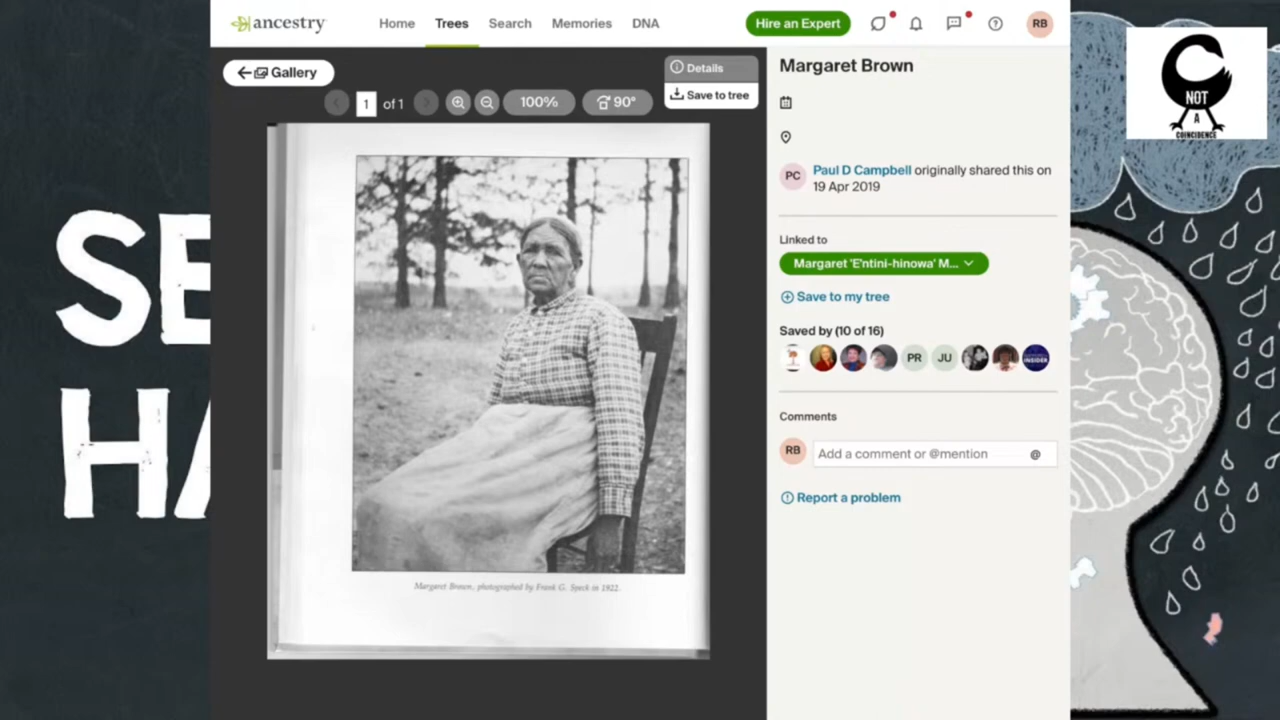 SE
HA
ancestry
Home
Trees
Search
Memories
DNA
Hire an Expert
RB
Gallery
1 of 1
100%
90°
Details
Save to tree
Margaret Brown, photographed by Frank G. Speck in 1922.
Margaret Brown
PC
Paul D Campbell originally shared this on
19 Apr 2019
Linked to
Margaret 'E'ntini-hinowa' M...
Save to my tree
Saved by (10 of 16)
PR
JU
INSIDER
Comments
RB
Add a comment or @mention
@
Report a problem
NOT
A
COINCIDENCE